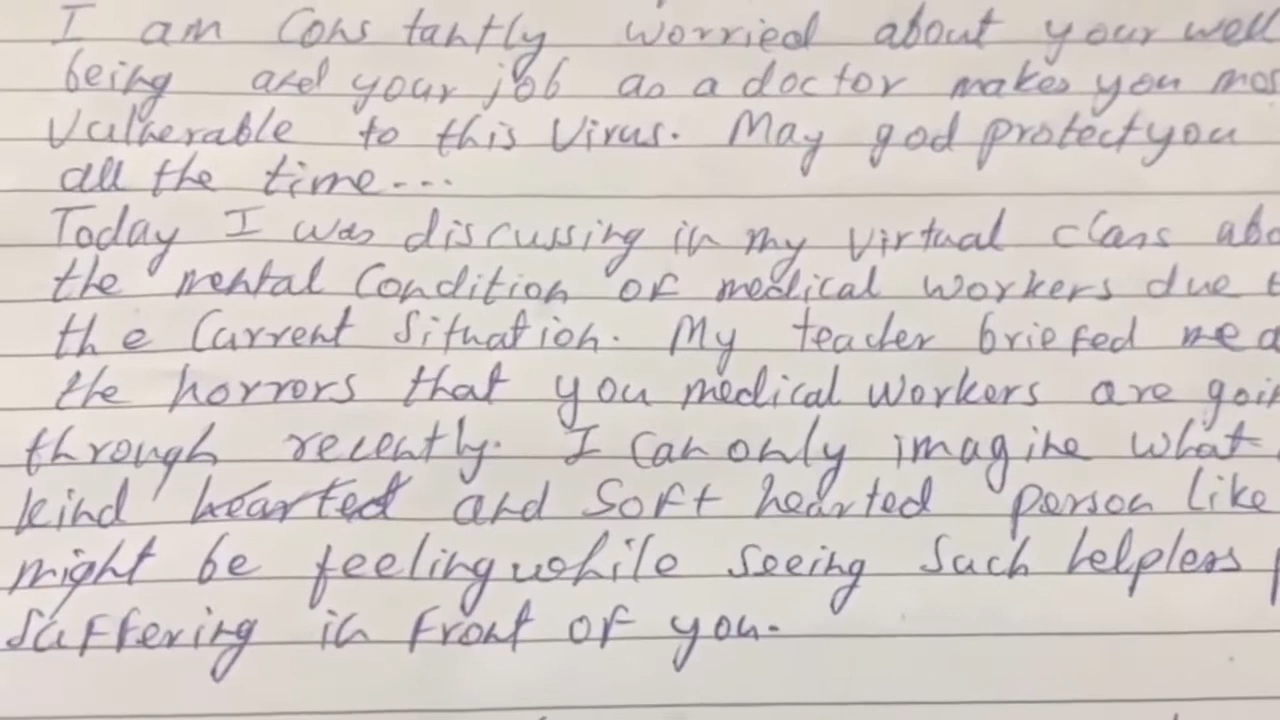 I am Cons tantly worried about your well
being and your job as a doctor makes you mos
Vulnerable to this Virus. May god protect you
all the time---
Today I was discussing in my virtual class abo
the mental Condition of medical workers due t
the Current Situation. My teacher briefed me a
the horrors that you medical workers are goin
through recently. I can only imagine what
kind hearted and Soft hearted person like
might be feeling while seeing Such helpless p
Suffering in front of you.